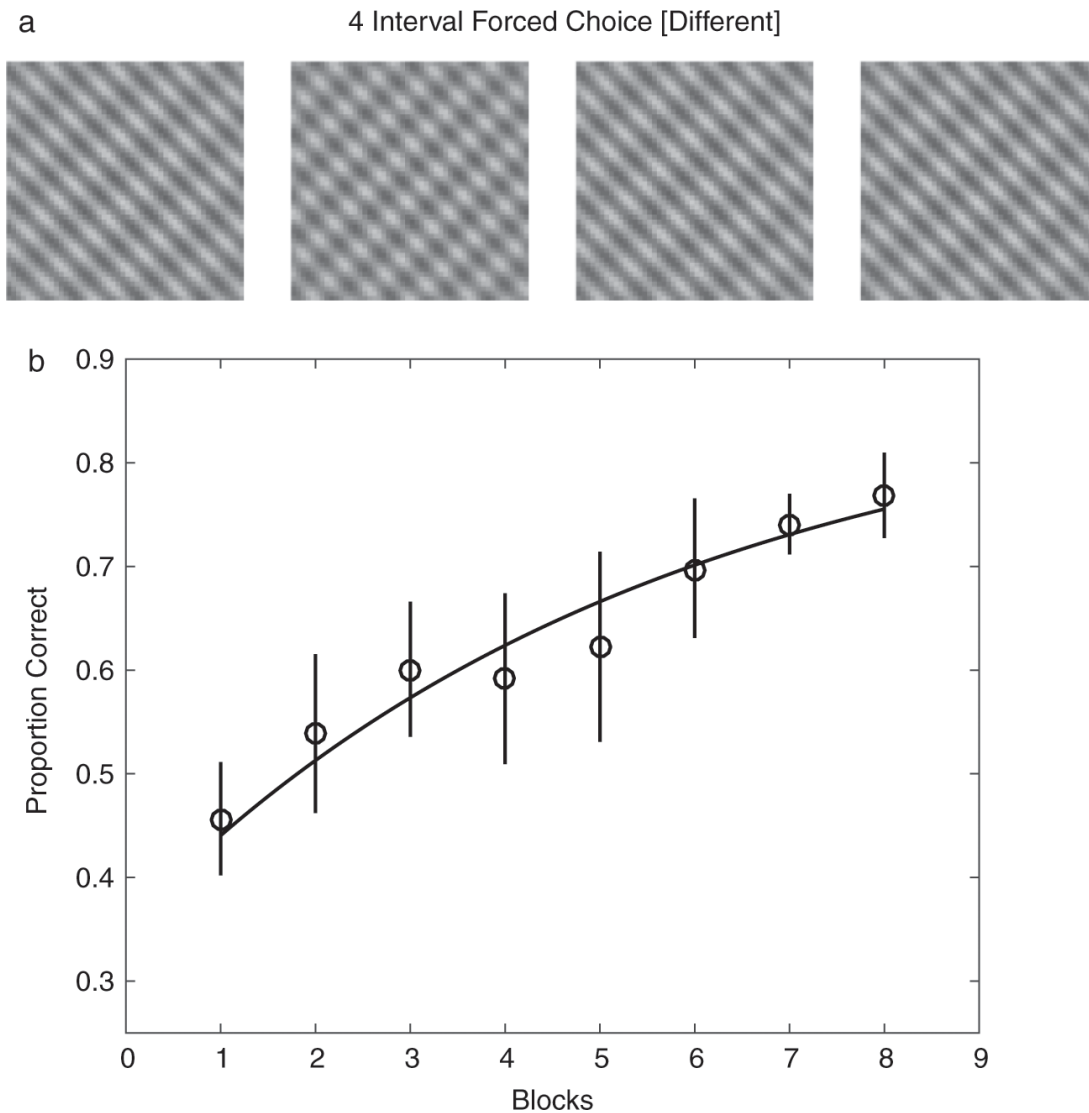 a
4 Interval Forced Choice [Different]
b
0.9
0.8
0.7
0.6
0.5
0.4
0.3
Proportion Correct
0 1 2 3 4 5 6 7 8 9
Blocks